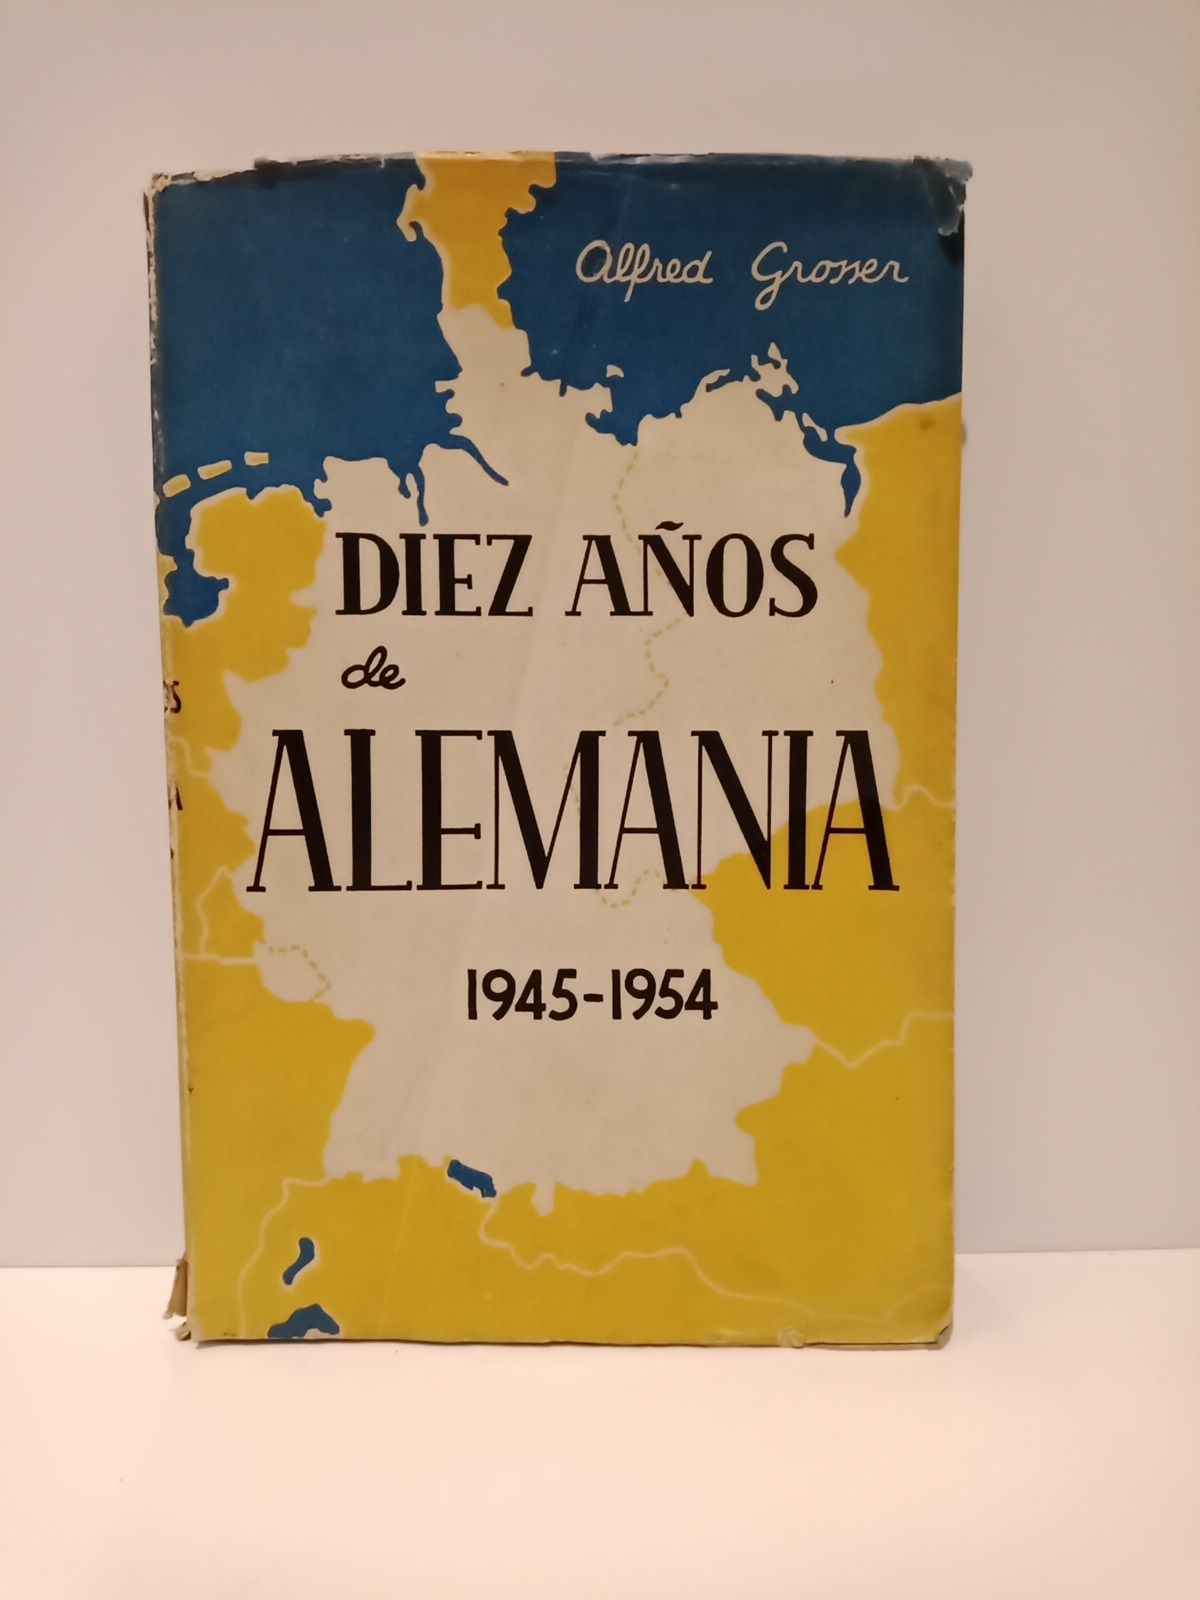 Alfred Grosser
DIEZ AÑOS
de
ALEMANIA
1945-1954